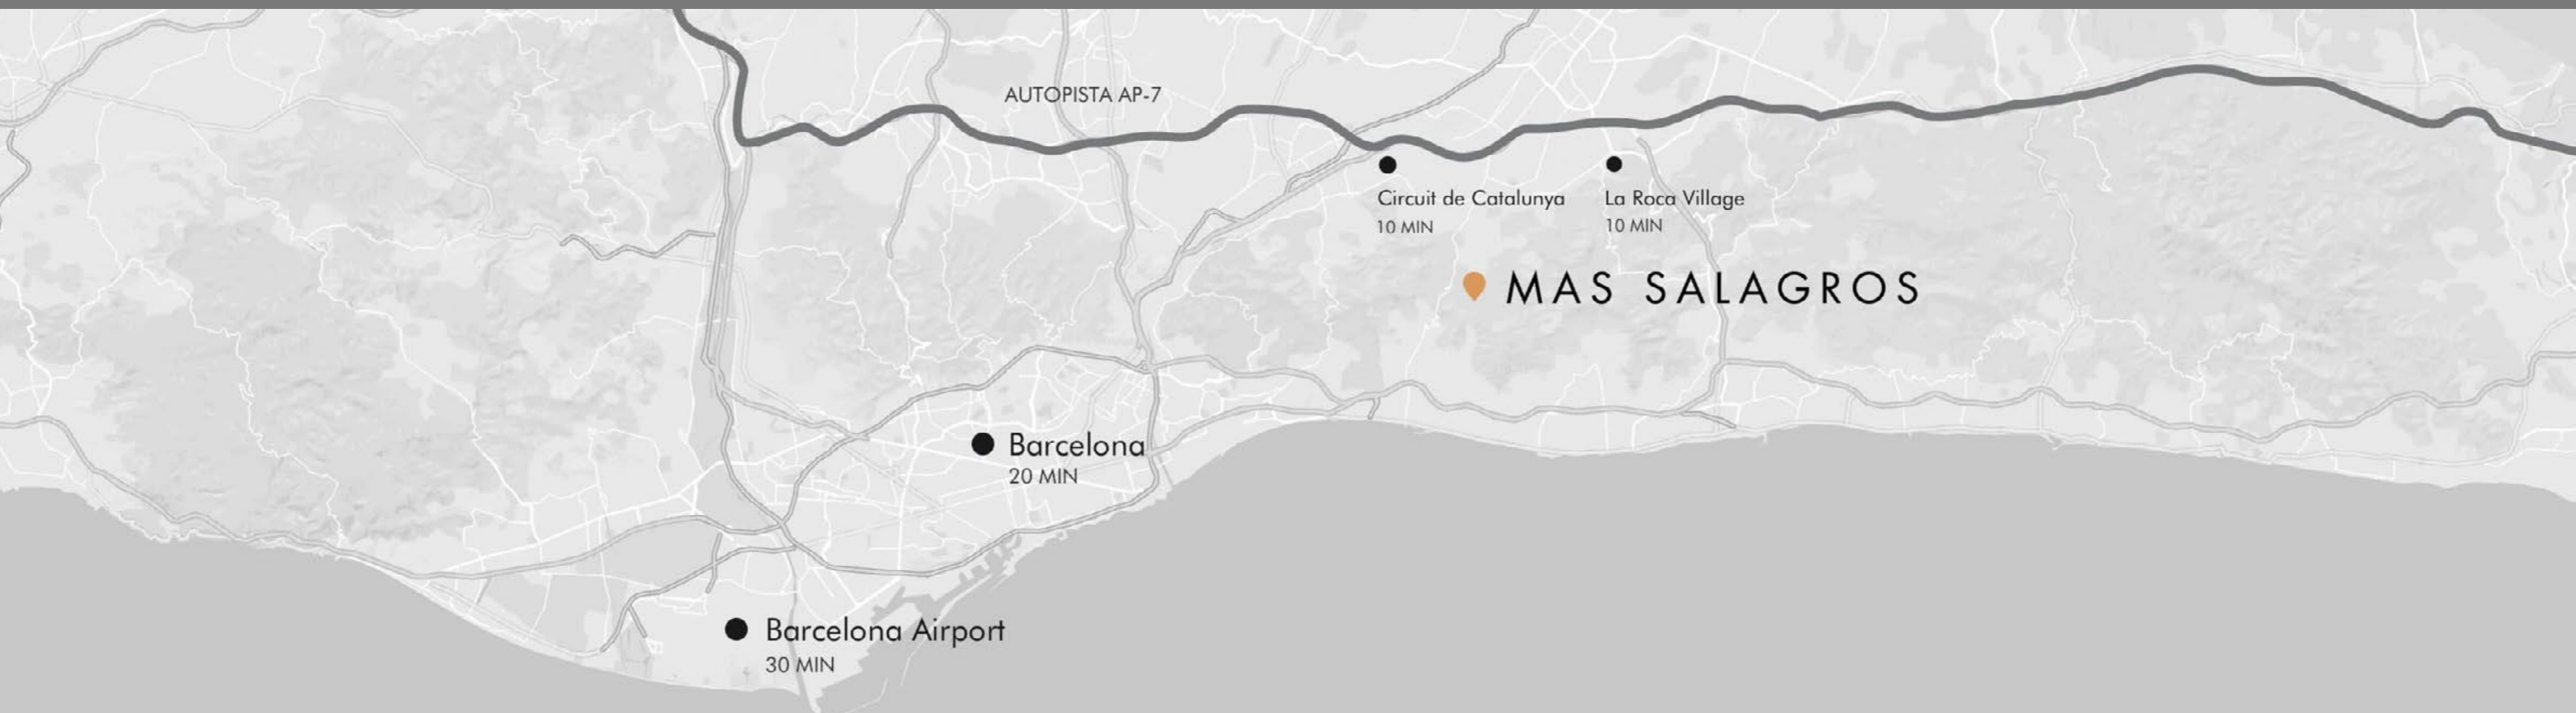 AUTOPISTA AP-7
Circuit de Catalunya
10 MIN
La Roca Village
10 MIN
MAS SALAGROS
Barcelona
20 MIN
Barcelona Airport
30 MIN